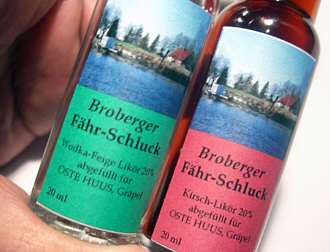 Broberger
Fähr-Schluck
Wodka-Feige Likör 20%
abgefüllt für
OSTE HUUS, Gräpel
20 ml
Broberger
Fähr-Schluck
Kirsch-Likör 20%
abgefüllt für
OSTE HUUS, Gräpel
20 ml